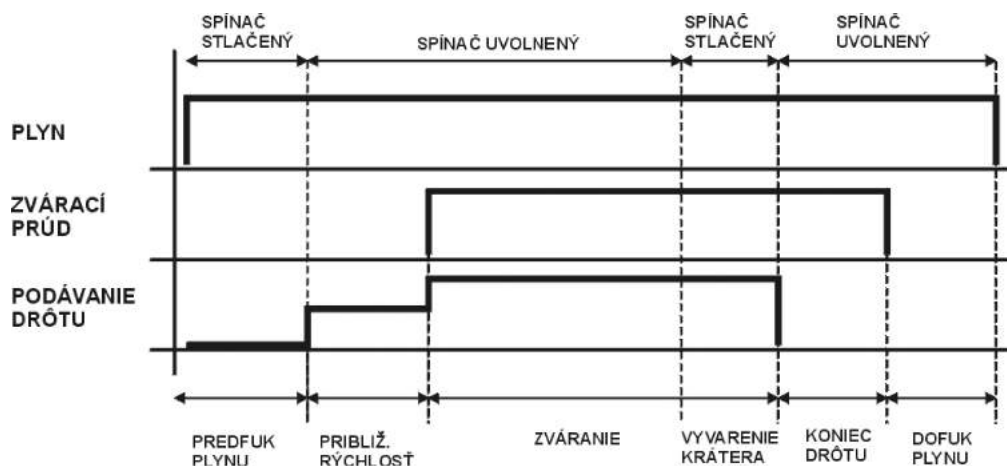 SPÍNAČ
STLAČENÝ
SPÍNAČ UVOLNENÝ
SPÍNAČ
STLAČENÝ
SPÍNAČ
UVOLNENÝ
PLYN
ZVÁRACÍ
PRÚD
PODÁVANIE
DRÔTU
PREDFUK
PLYNU
PRIBLIŽ.
RÝCHLOSŤ
ZVÁRANIE
VYVARENIE
KRÁTERA
KONIEC
DRÔTU
DOFUK
PLYNU